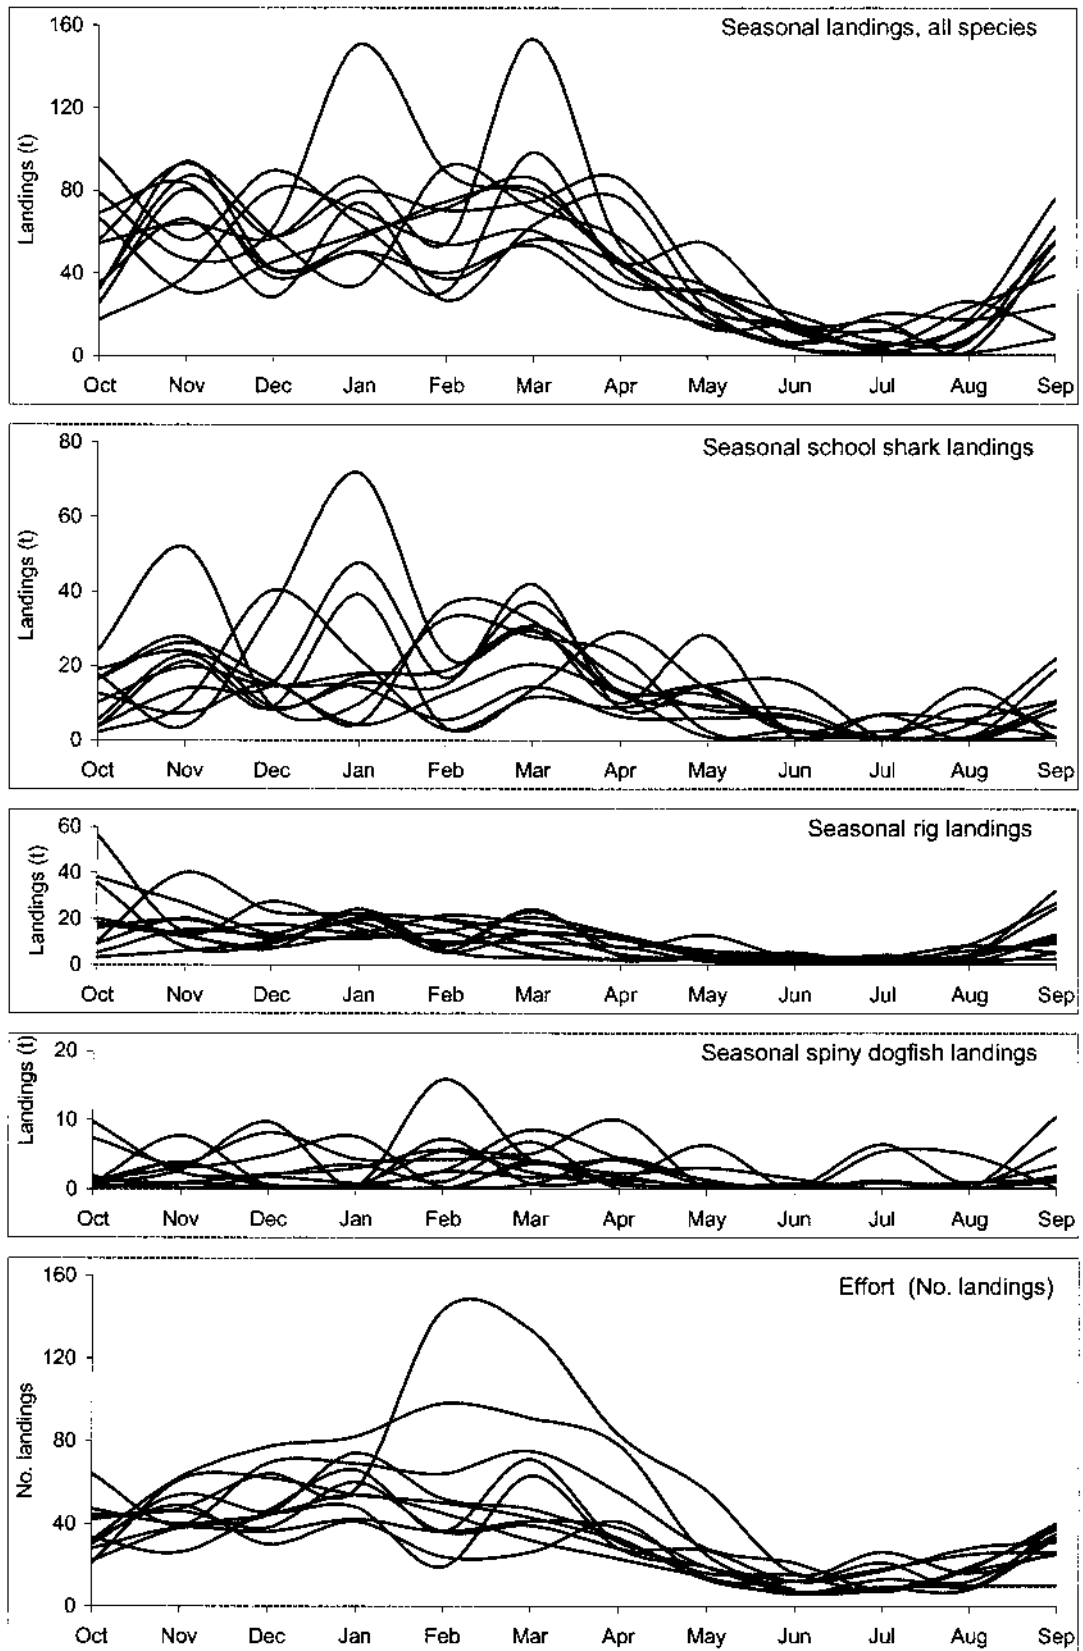 Seasonal landings, all species
Landings (t)
160
120
80
40
0
Oct Nov Dec Jan Feb Mar Apr May Jun Jul Aug Sep
Seasonal school shark landings
Landings (t)
80
60
40
20
0
Oct Nov Dec Jan Feb Mar Apr May Jun Jul Aug Sep
Seasonal rig landings
Landings (t)
60
40
20
0
Oct Nov Dec Jan Feb Mar Apr May Jun Jul Aug Sep
Seasonal spiny dogfish landings
Landings (t)
20
10
0
Oct Nov Dec Jan Feb Mar Apr May Jun Jul Aug Sep
Effort (No. landings)
No. landings
160
120
80
40
0
Oct Nov Dec Jan Feb Mar Apr May Jun Jul Aug Sep